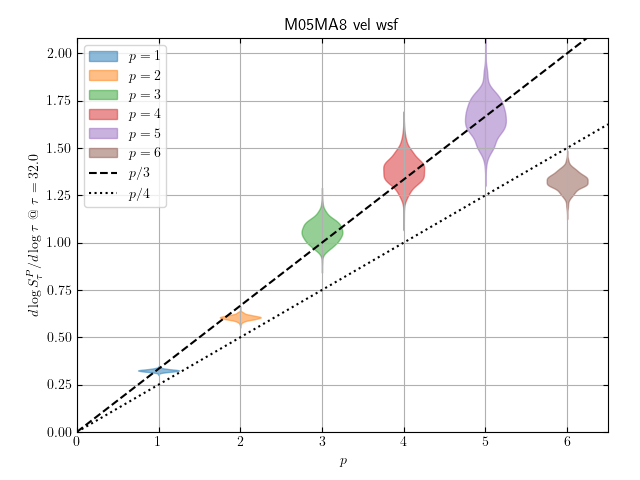 M05MA8 vel wsf
p = 1
p = 2
p = 3
p = 4
p = 5
p = 6
p/3
p/4
2.00
1.75
1.50
1.25
1.00
0.75
0.50
0.25
0.00
0 1 2 3 4 5 6
p
d log S_τ^P / d log τ @ τ = 32.0